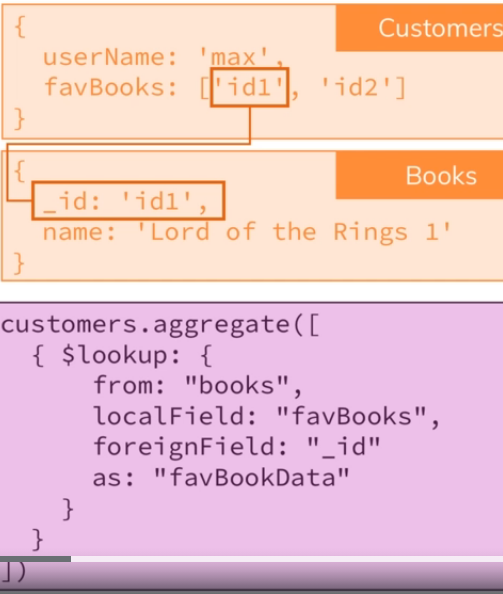 Customers
{
userName: 'max',
favBooks: ['id1', 'id2']
}
Books
{
_id: 'id1',
name: 'Lord of the Rings 1'
}
customers.aggregate([
{ $lookup: {
from: "books",
localField: "favBooks",
foreignField: "_id"
as: "favBookData"
}
}
])